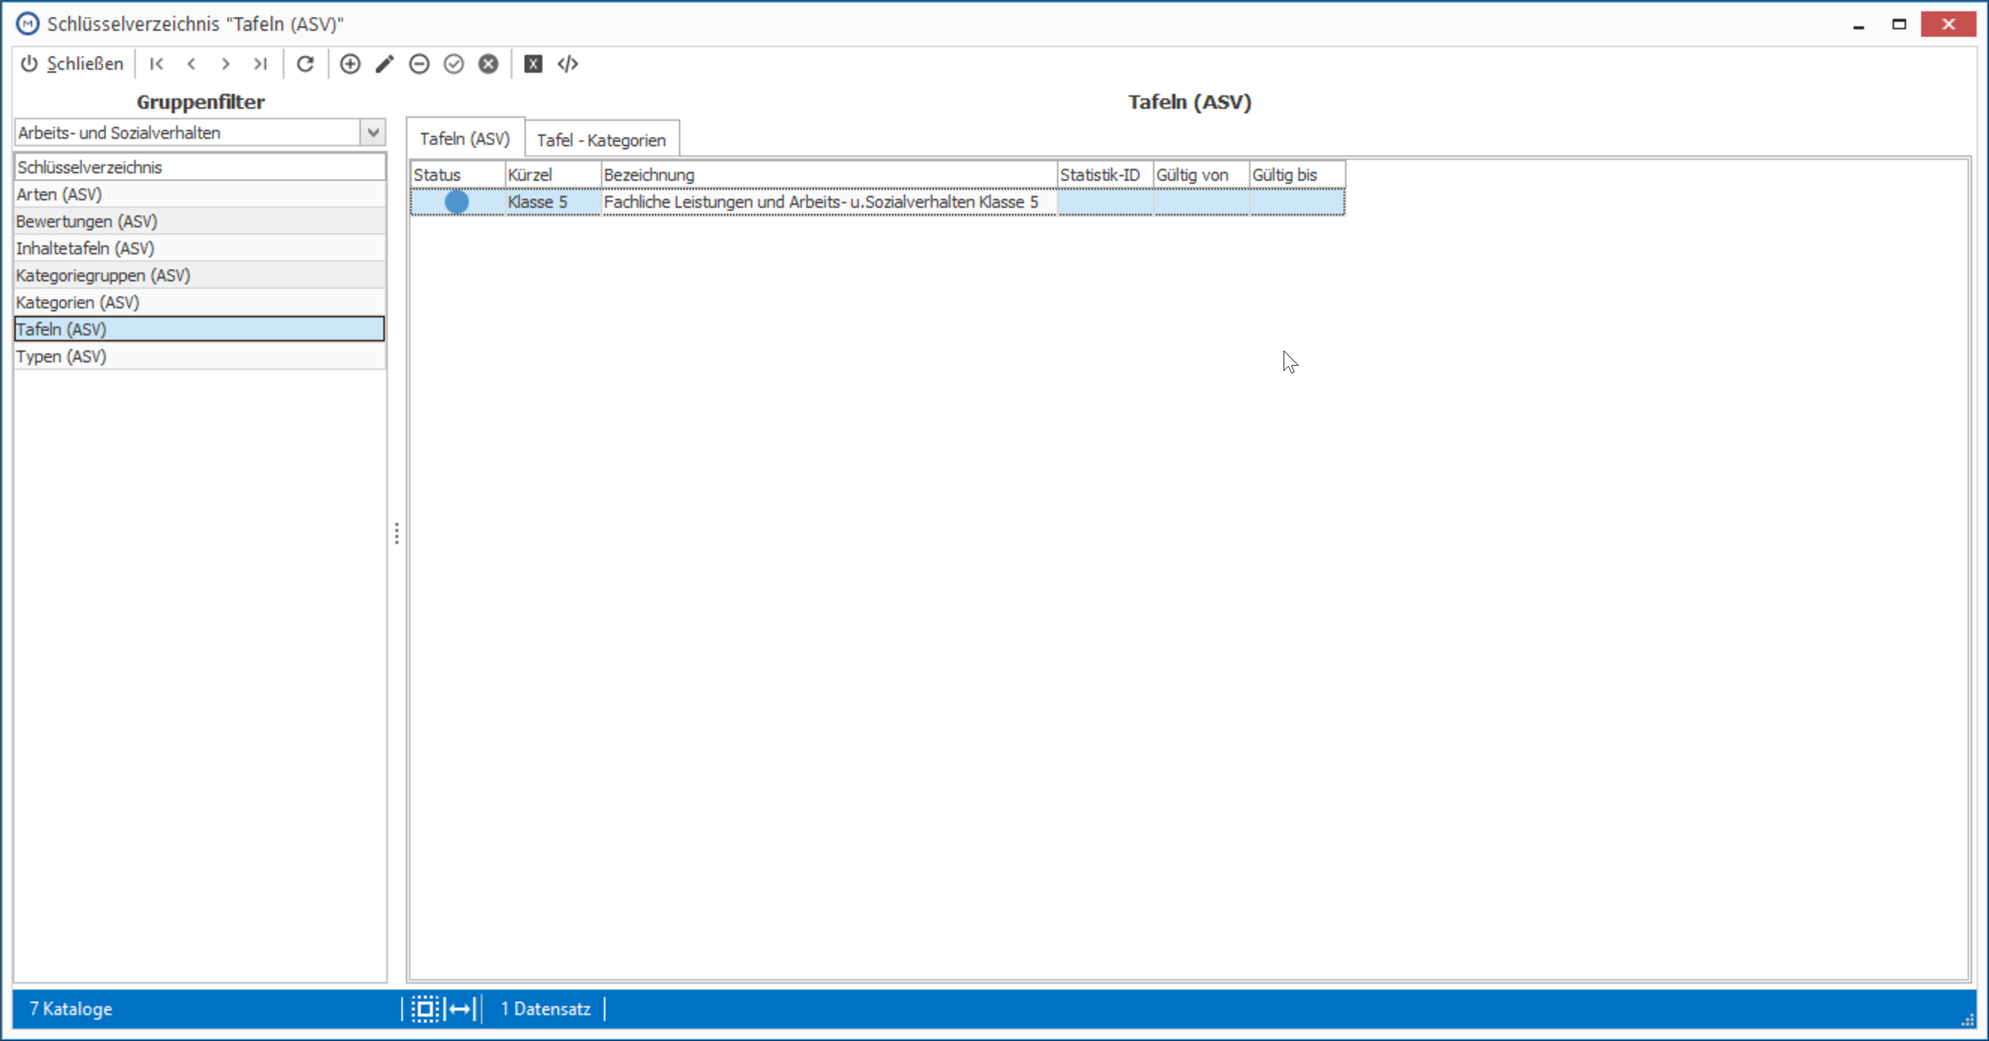 Schlüsselverzeichnis "Tafeln (ASV)"
Schließen
Gruppenfilter
Arbeits- und Sozialverhalten
Schlüsselverzeichnis
Arten (ASV)
Bewertungen (ASV)
Inhaltetafeln (ASV)
Kategoriegruppen (ASV)
Kategorien (ASV)
Tafeln (ASV)
Typen (ASV)
Tafeln (ASV)
Tafeln (ASV) Tafel - Kategorien
Status Kürzel Bezeichnung Statistik-ID Gültig von Gültig bis
Klasse 5 Fachliche Leistungen und Arbeits- u.Sozialverhalten Klasse 5
7 Kataloge 1 Datensatz